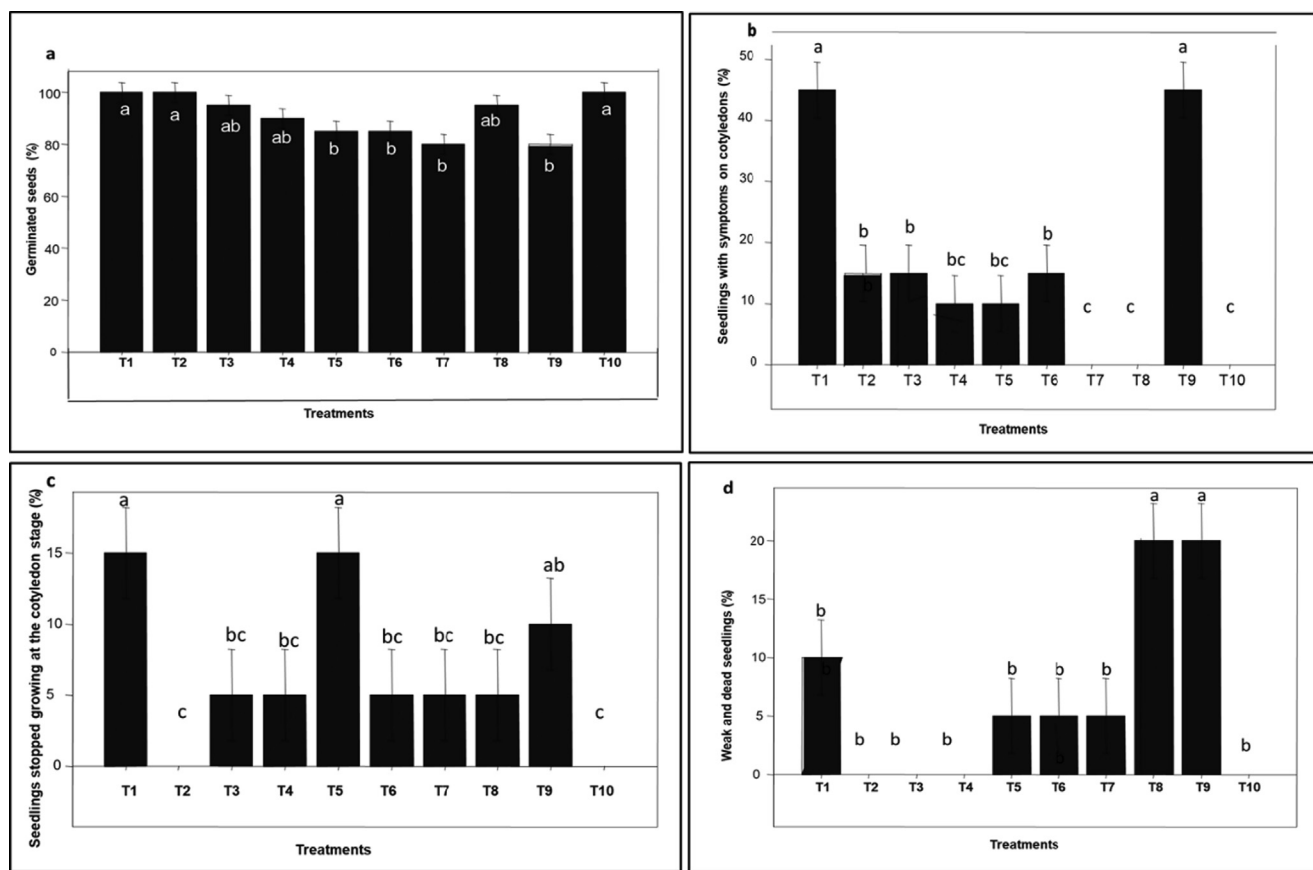 a
Germinated seeds (%)
100
80
60
40
20
0
a a ab ab b b b ab b a
T1 T2 T3 T4 T5 T6 T7 T8 T9 T10
Treatments
b
Seedlings with symptoms on cotyledons (%)
50
40
30
20
10
0
a b b bc bc b c c a c
b
T1 T2 T3 T4 T5 T6 T7 T8 T9 T10
Treatments
c
Seedlings stopped growing at the cotyledon stage (%)
15
10
5
0
a c bc bc a bc bc bc ab c
T1 T2 T3 T4 T5 T6 T7 T8 T9 T10
Treatments
d
Weak and dead seedlings (%)
20
15
10
5
0
b b b b b b b a a b
b b
T1 T2 T3 T4 T5 T6 T7 T8 T9 T10
Treatments